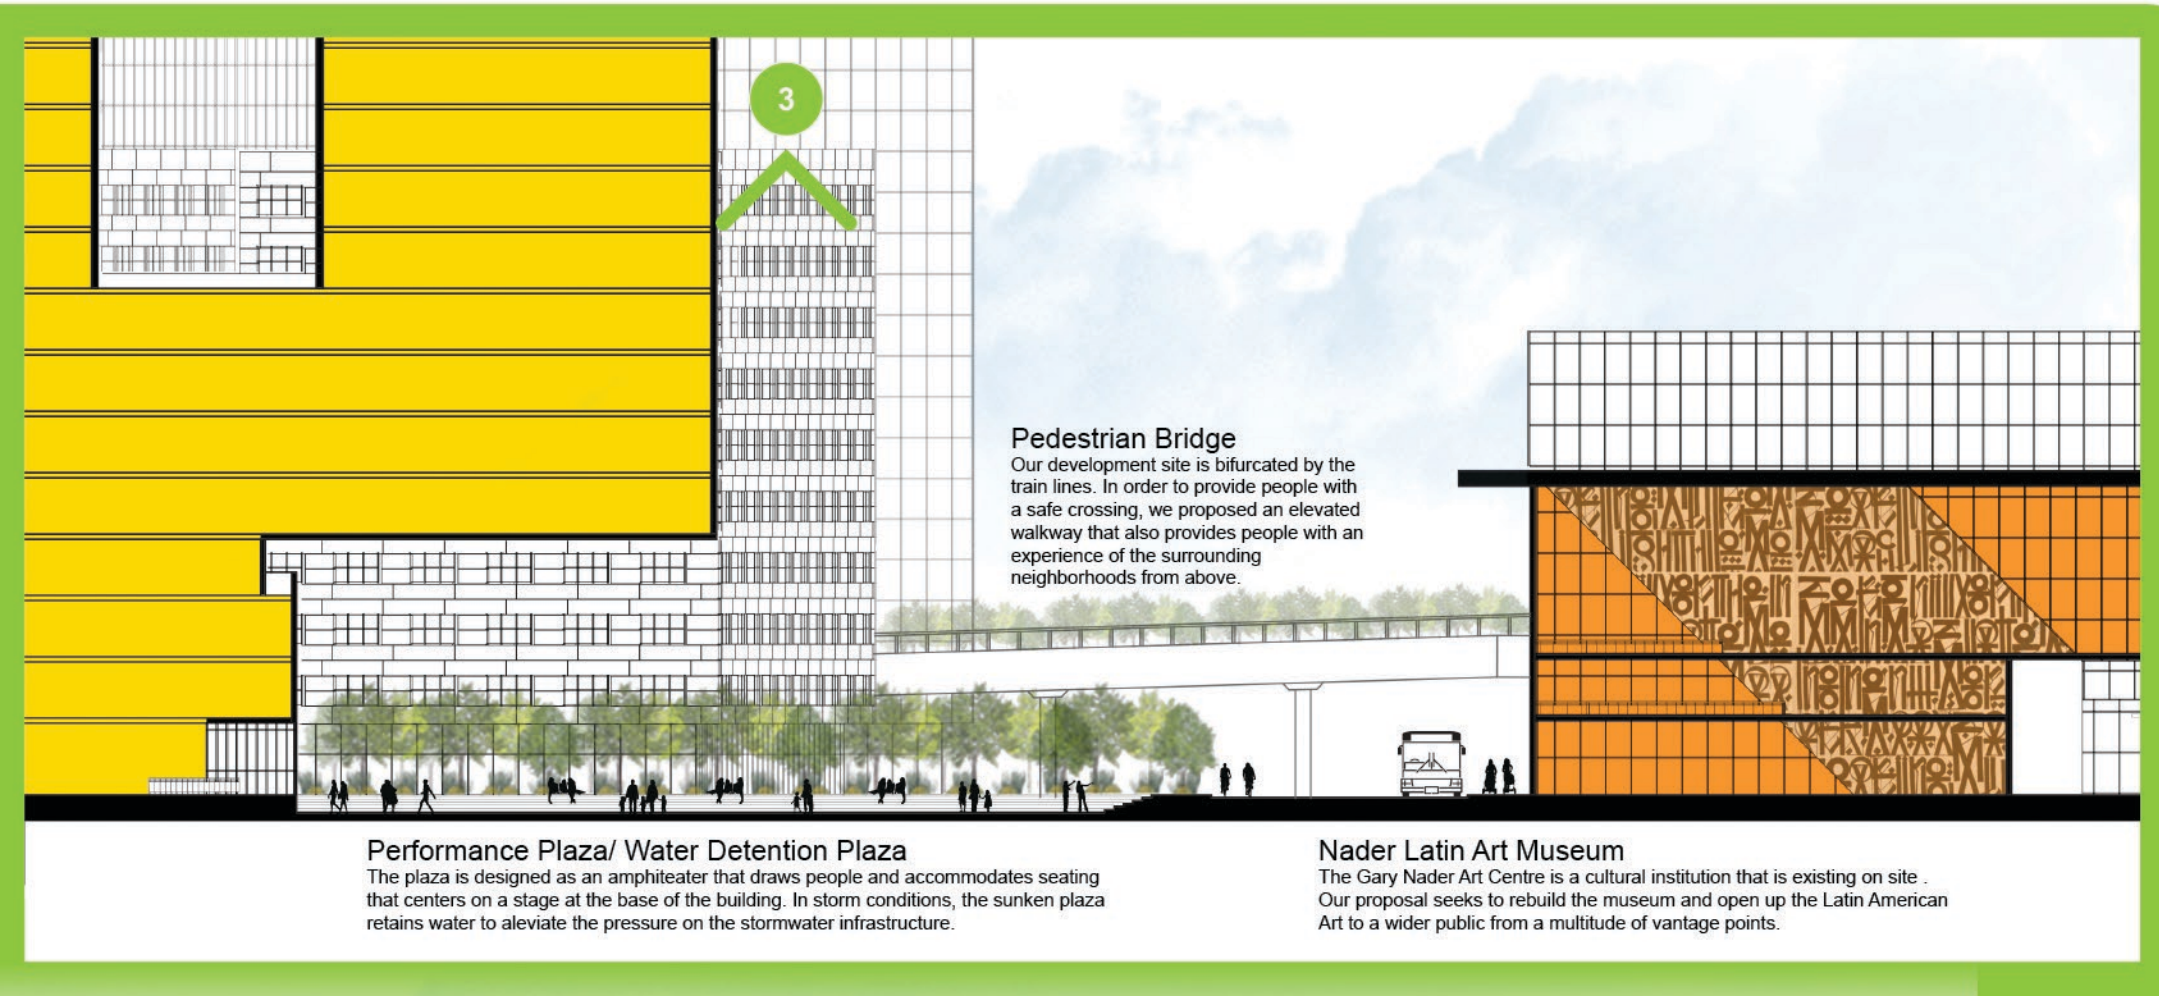 3
Pedestrian Bridge
Our development site is bifurcated by the
train lines. In order to provide people with
a safe crossing, we proposed an elevated
walkway that also provides people with an
experience of the surrounding
neighborhoods from above.
Performance Plaza/ Water Detention Plaza
The plaza is designed as an amphiteater that draws people and accommodates seating
that centers on a stage at the base of the building. In storm conditions, the sunken plaza
retains water to aleviate the pressure on the stormwater infrastructure.
Nader Latin Art Museum
The Gary Nader Art Centre is a cultural institution that is existing on site .
Our proposal seeks to rebuild the museum and open up the Latin American
Art to a wider public from a multitude of vantage points.